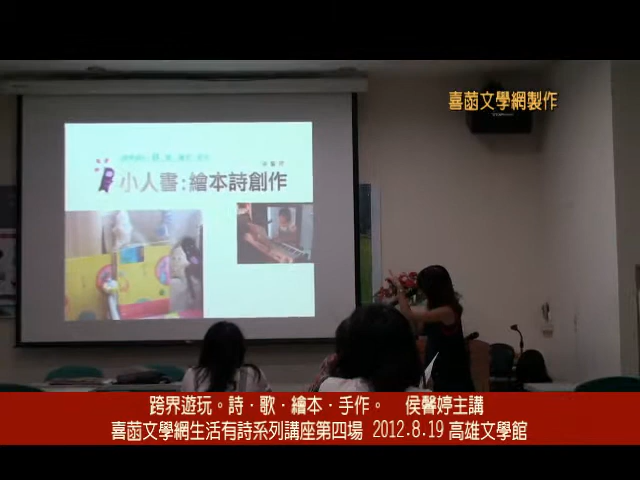 喜菡文學網製作
小人書:繪本詩創作
跨界遊玩。詩‧歌‧繪本‧手作。 侯馨婷主講
喜菡文學網生活有詩系列講座第四場 2012.8.19 高雄文學館